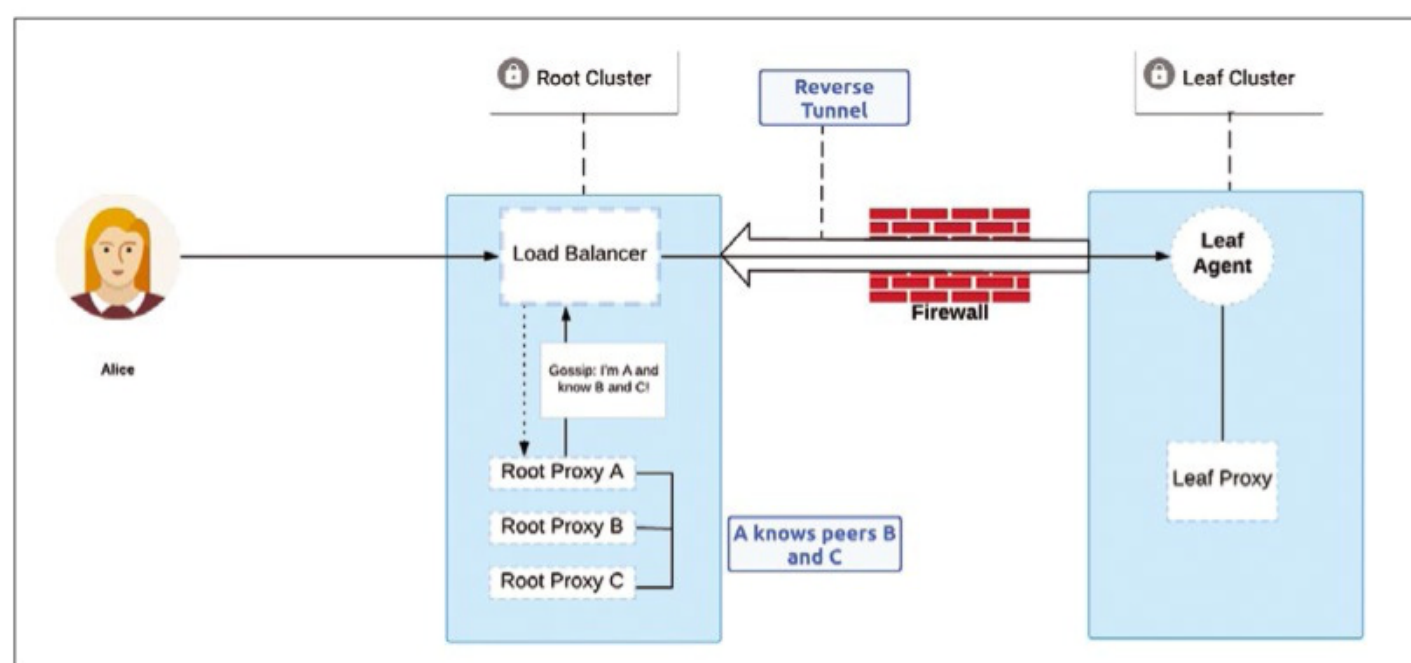 Root Cluster
Reverse
Tunnel
Leaf Cluster
Load Balancer
Leaf
Agent
Firewall
Alice
Gossip: I'm A and
know B and C!
Root Proxy A
Root Proxy B
Root Proxy C
A knows peers B
and C
Leaf Proxy